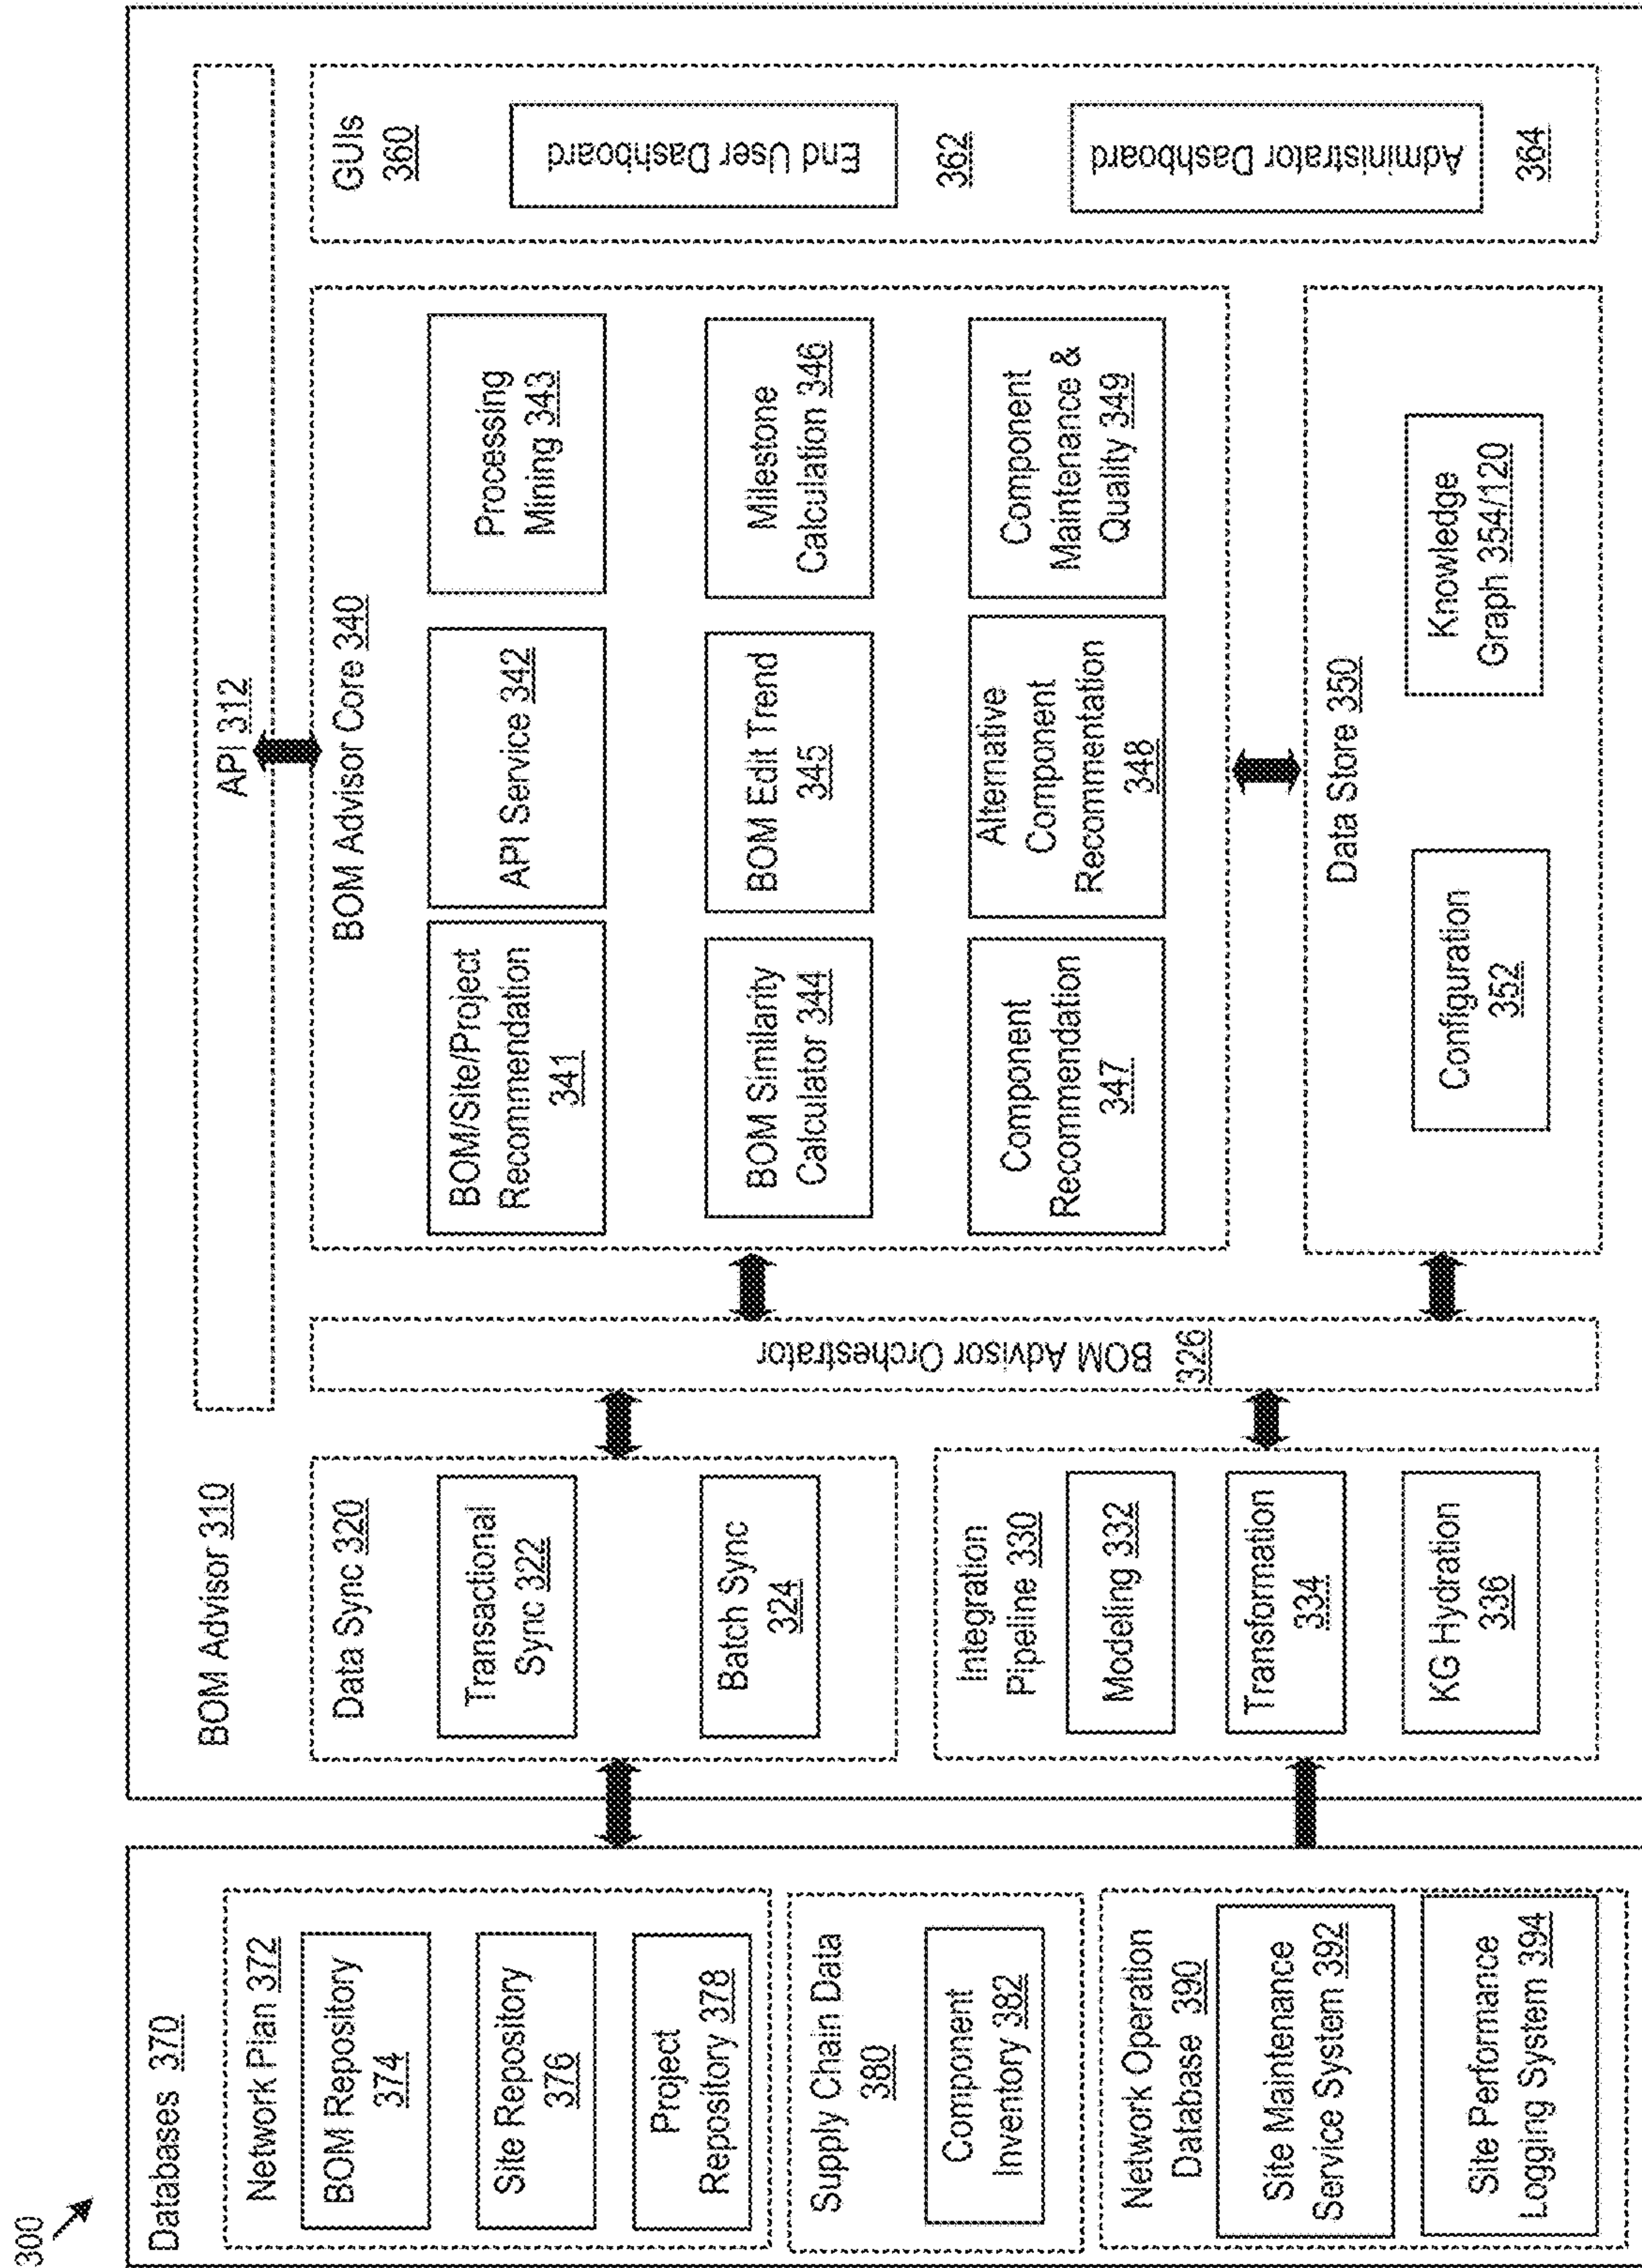 300
Databases 370
Network Plan 372
BOM Repository
374
Site Repository
376
Project
Repository 378
Supply Chain Data
380
Component
Inventory 382
Network Operation
Database 390
Site Maintenance
Service System 392
Site Performance
Logging System 394
BOM Advisor 310
Data Sync 320
Transactional
Sync 322
Batch Sync
324
Integration
Pipeline 330
Modeling 332
Transformation
334
KG Hydration
336
BOM Advisor Orchestrator
326
API 312
BOM Advisor Core 340
BOM/Site/Project
Recommendation
341
API Service 342
Processing
Mining 343
BOM Similarity
Calculator 344
BOM Edit Trend
345
Milestone
Calculation 346
Component
Recommendation
347
Alternative
Component
Recommentation
348
Component
Maintenance &
Quality 349
Data Store 350
Configuration
352
Knowledge
Graph 354/120
GUIs
360
End User Dashboard
362
Administrator Dashboard
364